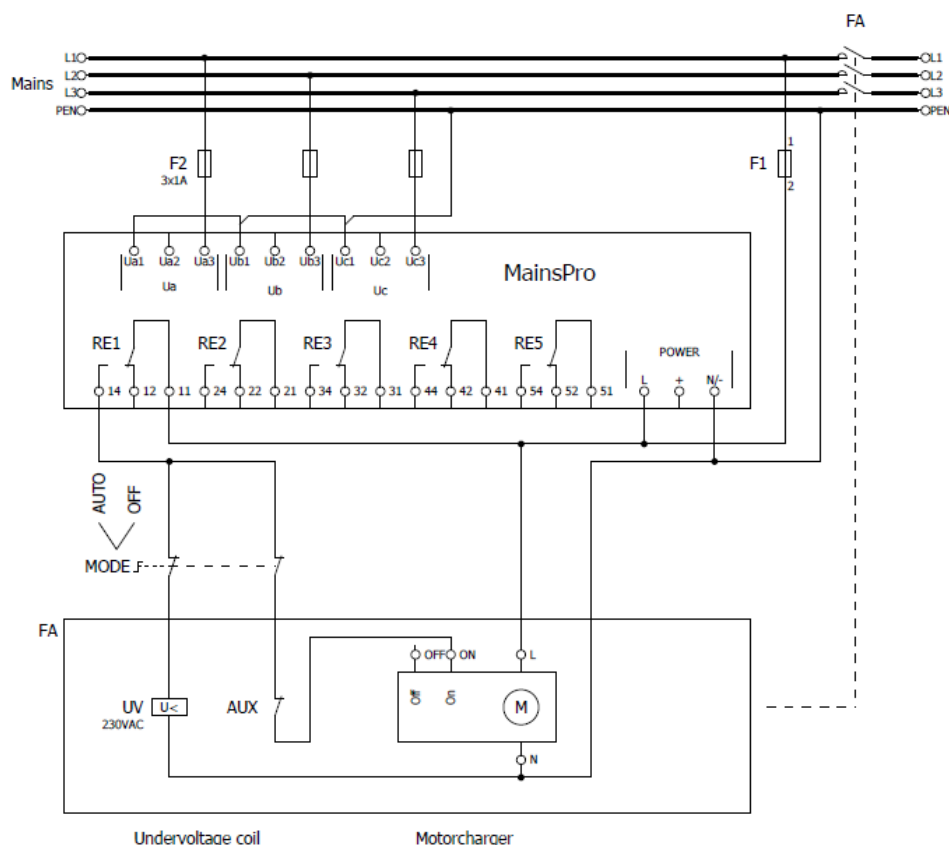 FA
L1 L1
L2 L2
Mains
L3 L3
PEN PEN
F2
3x1A
F1
1
2
Ua1 Ua2 Ua3 Ub1 Ub2 Ub3 Uc1 Uc2 Uc3
Ua Ub Uc
MainsPro
RE1 RE2 RE3 RE4 RE5
POWER
L + N/-
14 12 11 24 22 21 34 32 31 44 42 41 54 52 51
AUTO
OFF
MODE
FA
OFF ON L
Off On
M
UV
230VAC
U<
AUX
N
Undervoltage coil Motorcharger